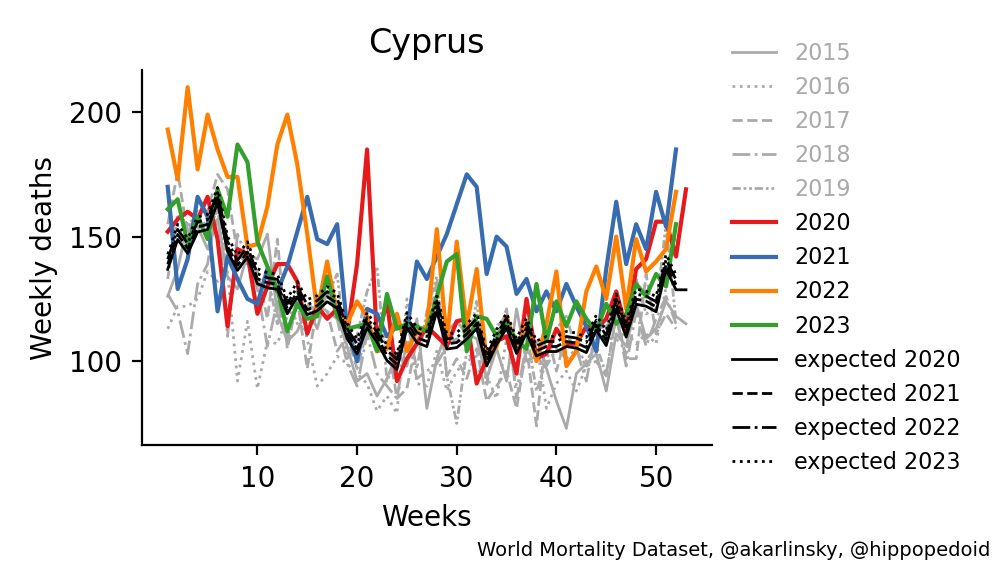 Cyprus
200
150
100
Weekly deaths
10 20 30 40 50
Weeks
2015
2016
2017
2018
2019
2020
2021
2022
2023
expected 2020
expected 2021
expected 2022
expected 2023
World Mortality Dataset, @akarlinsky, @hippopedoid